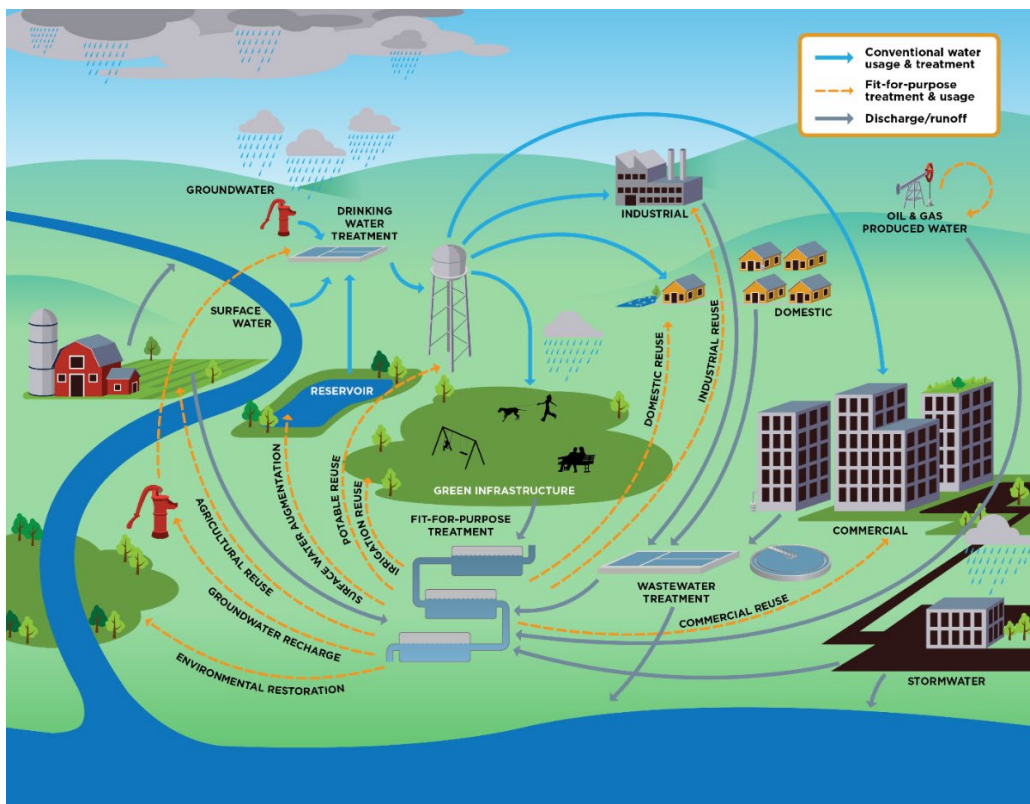 Conventional water
usage & treatment
Fit-for-purpose
treatment & usage
Discharge/runoff
GROUNDWATER
DRINKING
WATER
TREATMENT
INDUSTRIAL
OIL & GAS
PRODUCED WATER
SURFACE
WATER
DOMESTIC
RESERVOIR
DOMESTIC REUSE
INDUSTRIAL REUSE
GREEN INFRASTRUCTURE
FIT-FOR-PURPOSE
TREATMENT
COMMERCIAL
AGRICULTURAL REUSE
SURFACE WATER AUGMENTATION
POTABLE REUSE
IRRIGATION REUSE
WASTEWATER
TREATMENT
COMMERCIAL REUSE
GROUNDWATER RECHARGE
ENVIRONMENTAL RESTORATION
STORMWATER